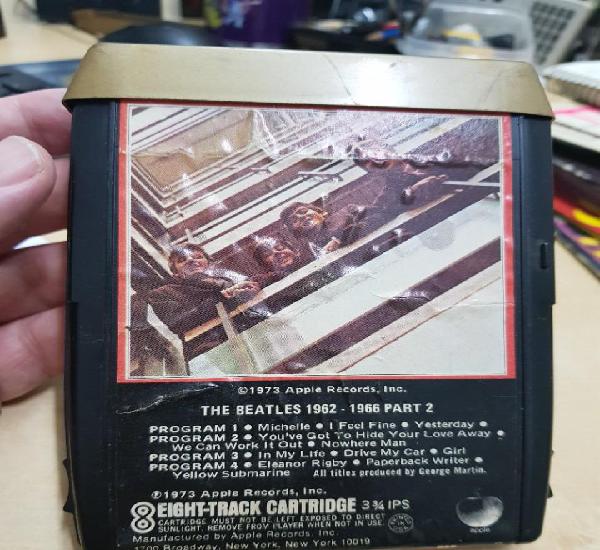 ©1973 Apple Records, Inc.
THE BEATLES 1962 - 1966 PART 2
PROGRAM 1 • Michelle • I Feel Fine • Yesterday •
PROGRAM 2 • You've Got To Hide Your Love Away •
We Can Work It Out • Nowhere Man
PROGRAM 3 • In My Life • Drive My Car • Girl
PROGRAM 4 • Eleanor Rigby • Paperback Writer •
Yellow Submarine All titles produced by George Martin.
℗1973 Apple Records, Inc.
8 EIGHT-TRACK CARTRIDGE 3¾ IPS
CARTRIDGE MUST NOT BE LEFT EXPOSED TO DIRECT
SUNLIGHT. REMOVE FROM PLAYER WHEN NOT IN USE
apple
Manufactured by Apple Records, Inc.
1700 Broadway, New York, New York 10019